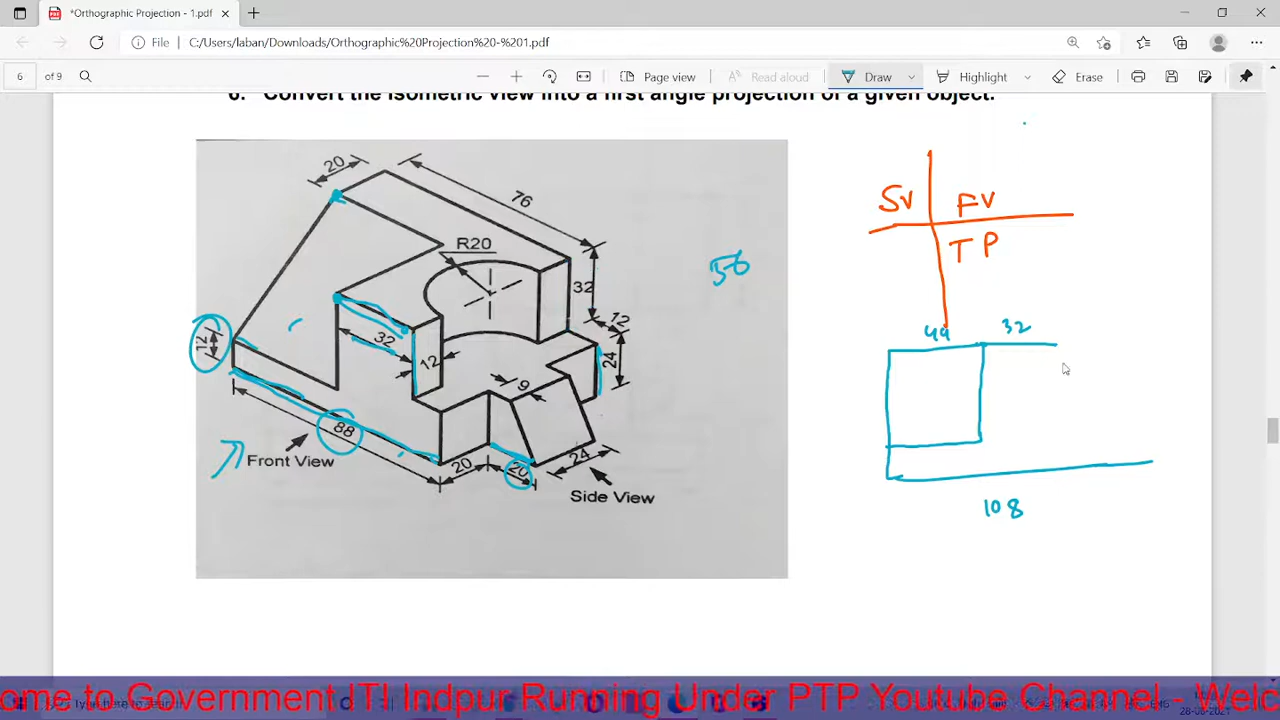 *Orthographic Projection - 1.pdf
File
C:/Users/laban/Downloads/Orthographic%20Projection%20-%201.pdf
6 of 9
Page view
Read aloud
Draw
Highlight
Erase
6. Convert the isometric view into a first angle projection of a given object.
20
76
R20
32
12
12
32
12
24
9
88
20
20
24
Front View
Side View
56
SV
FV
TP
44
32
108
ome to Government ITI Indpur Running Under PTP Youtube Channel - Welc